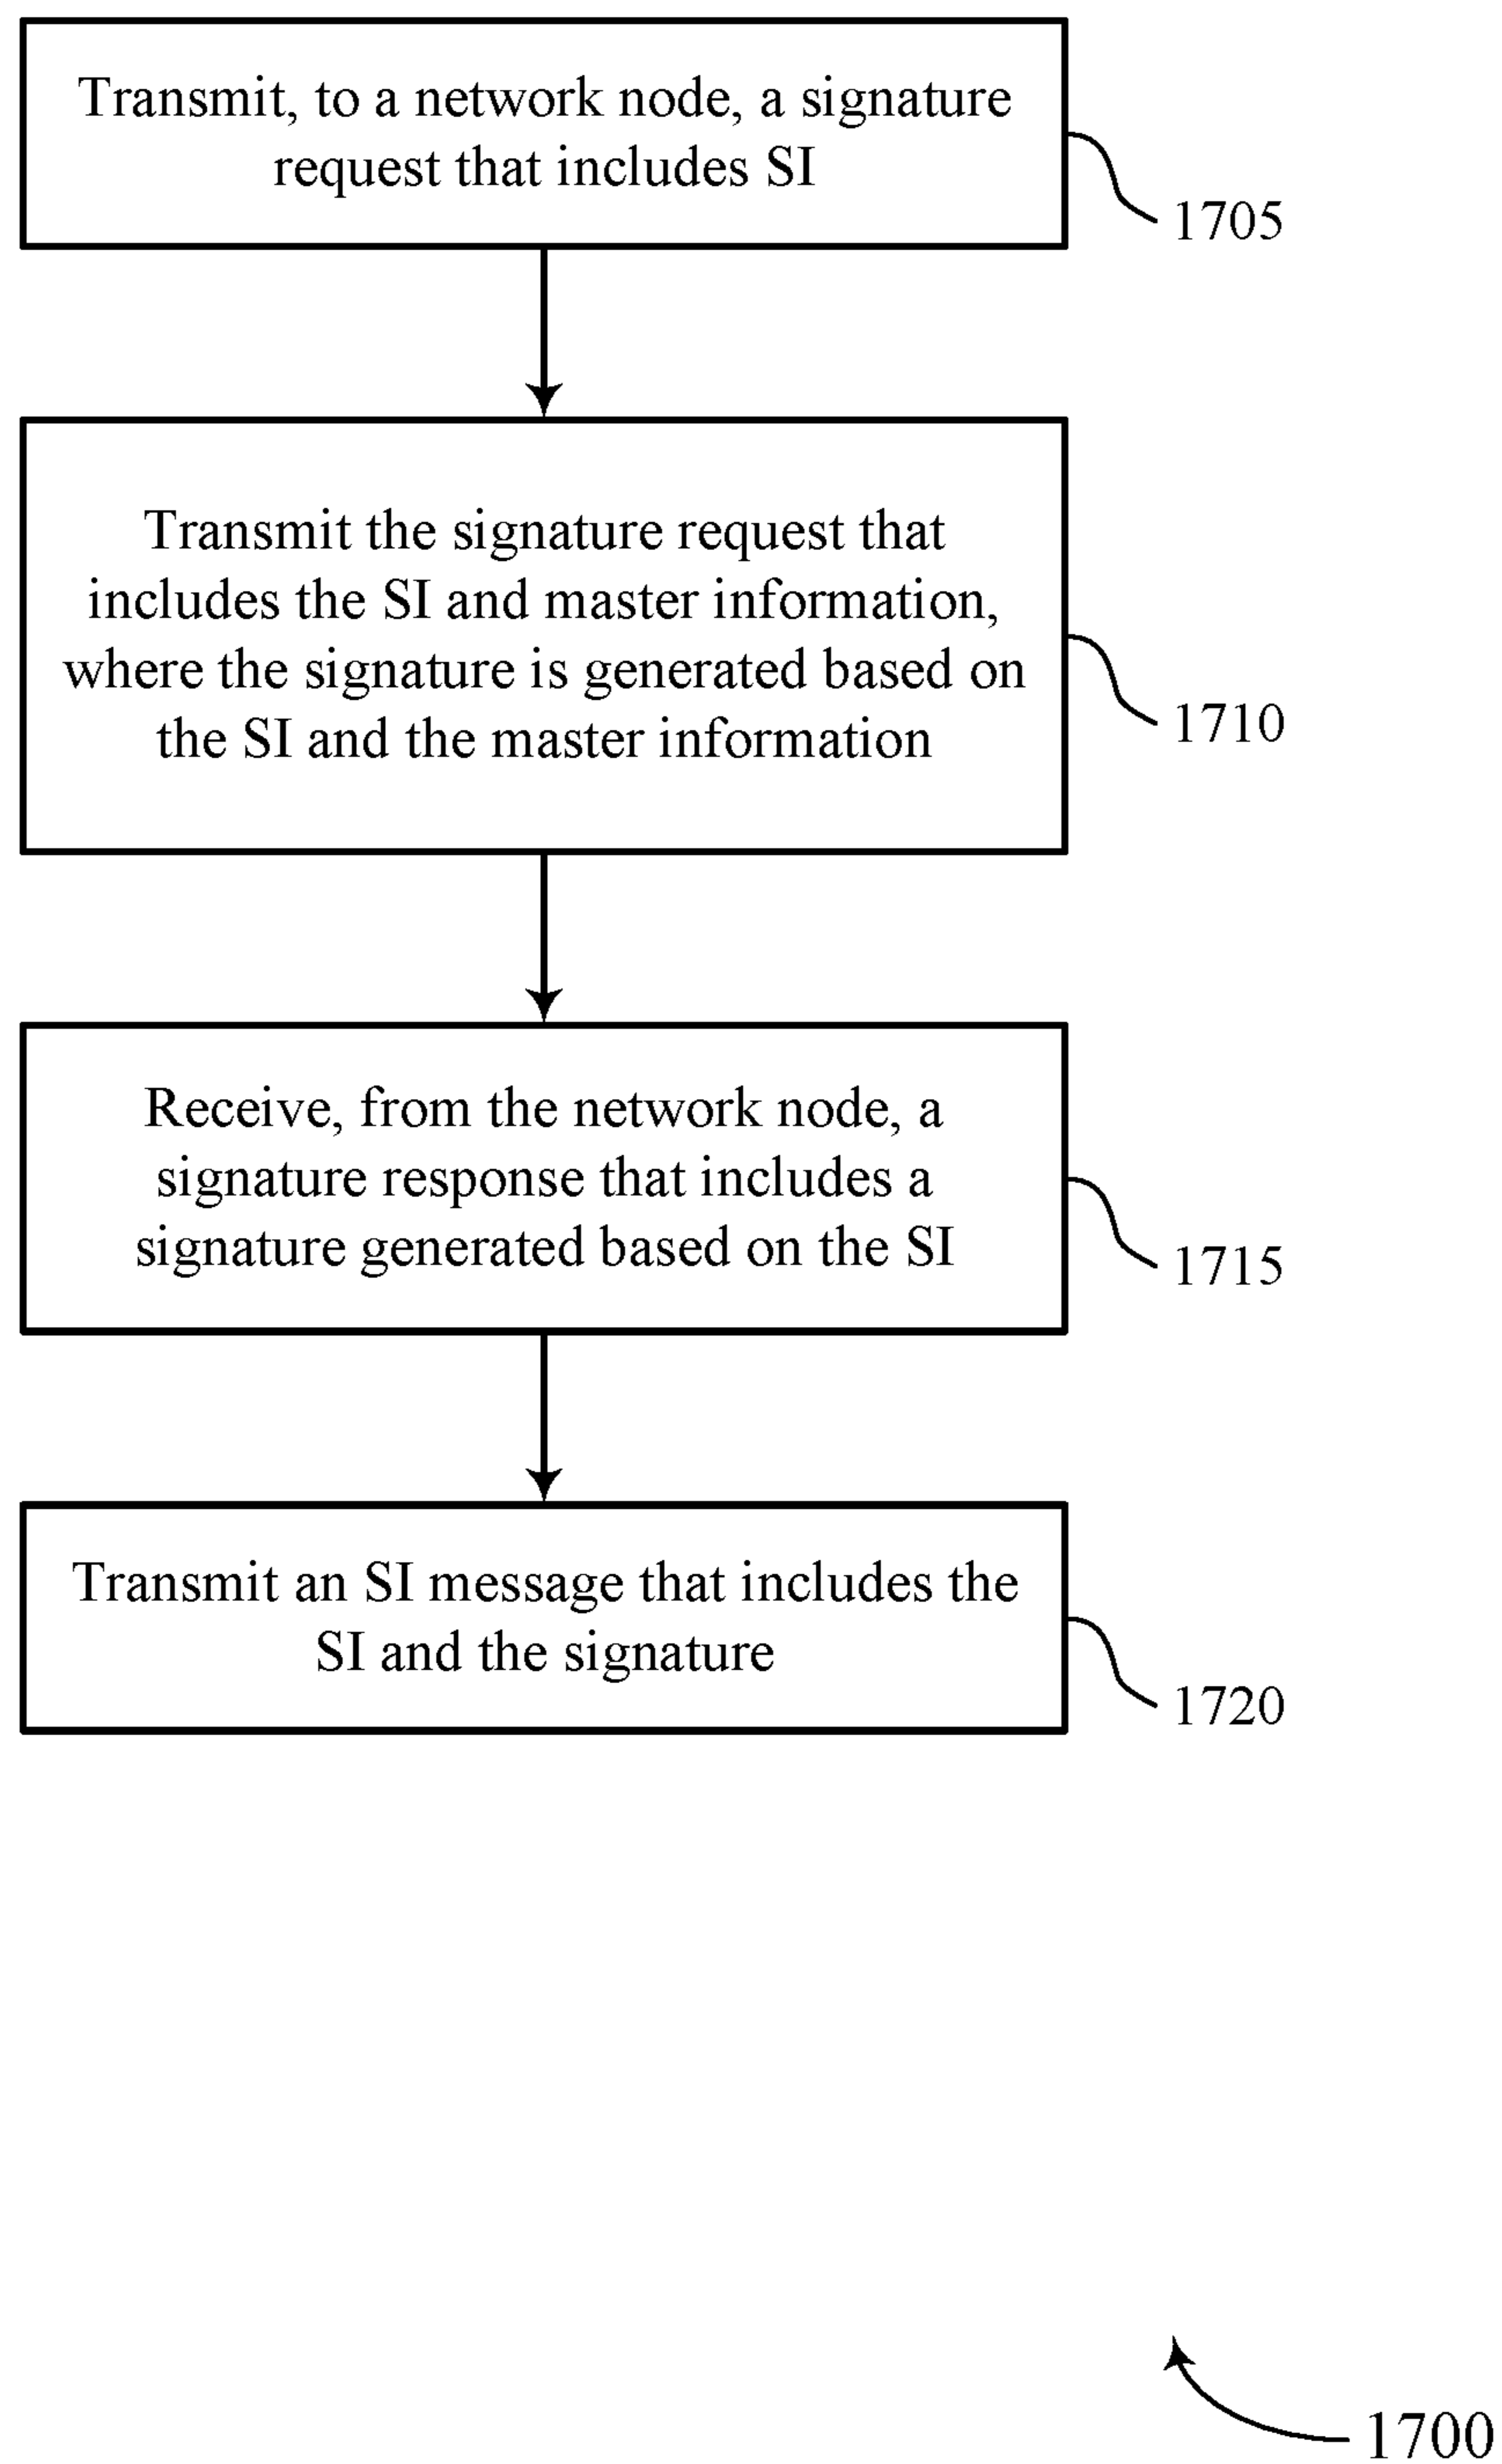 Transmit, to a network node, a signature
request that includes SI
1705
Transmit the signature request that
includes the SI and master information,
where the signature is generated based on
the SI and the master information
1710
Receive, from the network node, a
signature response that includes a
signature generated based on the SI
1715
Transmit an SI message that includes the
SI and the signature
1720
1700